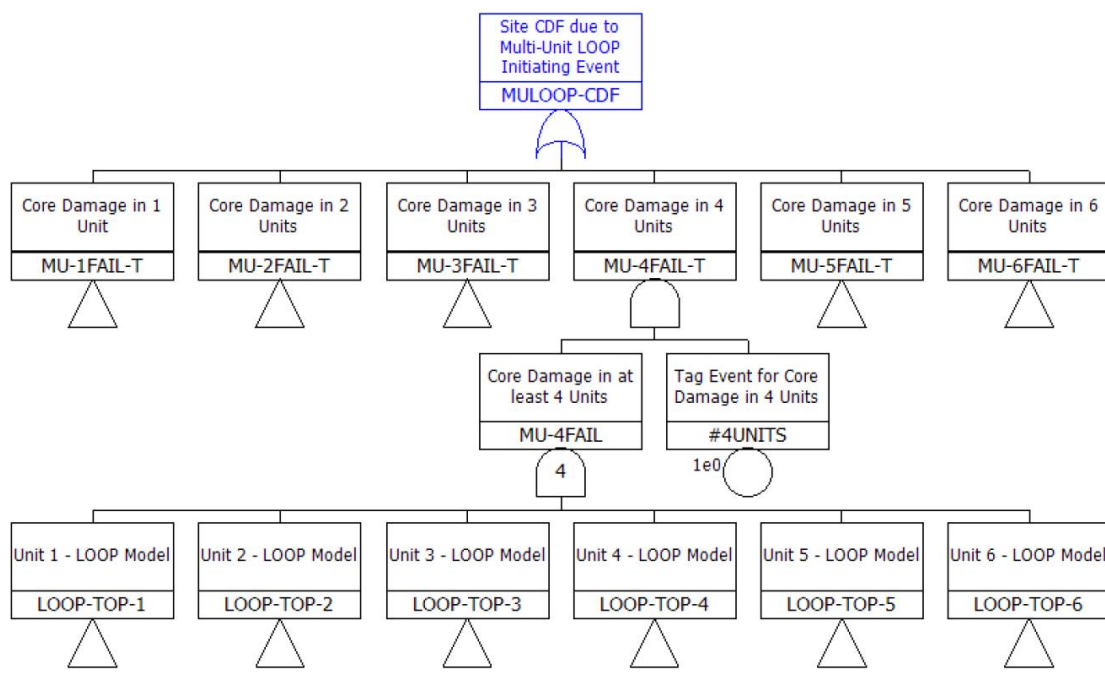 Site CDF due to
Multi-Unit LOOP
Initiating Event
MULOOP-CDF
Core Damage in 1
Unit
MU-1FAIL-T
Core Damage in 2
Units
MU-2FAIL-T
Core Damage in 3
Units
MU-3FAIL-T
Core Damage in 4
Units
MU-4FAIL-T
Core Damage in 5
Units
MU-5FAIL-T
Core Damage in 6
Units
MU-6FAIL-T
Core Damage in at
least 4 Units
MU-4FAIL
4
Tag Event for Core
Damage in 4 Units
#4UNITS
1e0
Unit 1 - LOOP Model
LOOP-TOP-1
Unit 2 - LOOP Model
LOOP-TOP-2
Unit 3 - LOOP Model
LOOP-TOP-3
Unit 4 - LOOP Model
LOOP-TOP-4
Unit 5 - LOOP Model
LOOP-TOP-5
Unit 6 - LOOP Model
LOOP-TOP-6